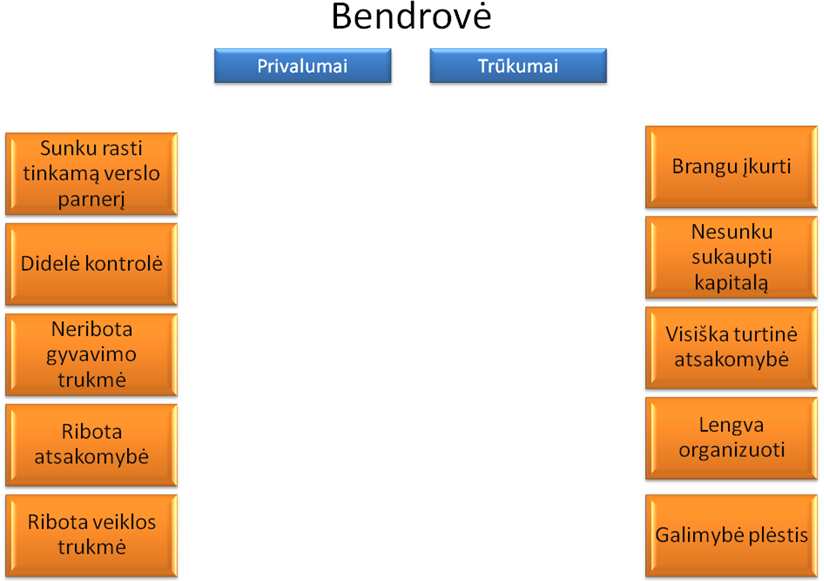 Bendrovė
Privalumai
Trūkumai
Sunku rasti
tinkamą verslo
parnerį
Didelė kontrolė
Neribota
gyvavimo
trukmė
Ribota
atsakomybė
Ribota veiklos
trukmė
Brangu įkurti
Nesunku
sukaupti
kapitalą
Visiška turtinė
atsakomybė
Lengva
organizuoti
Galimybė plėstis